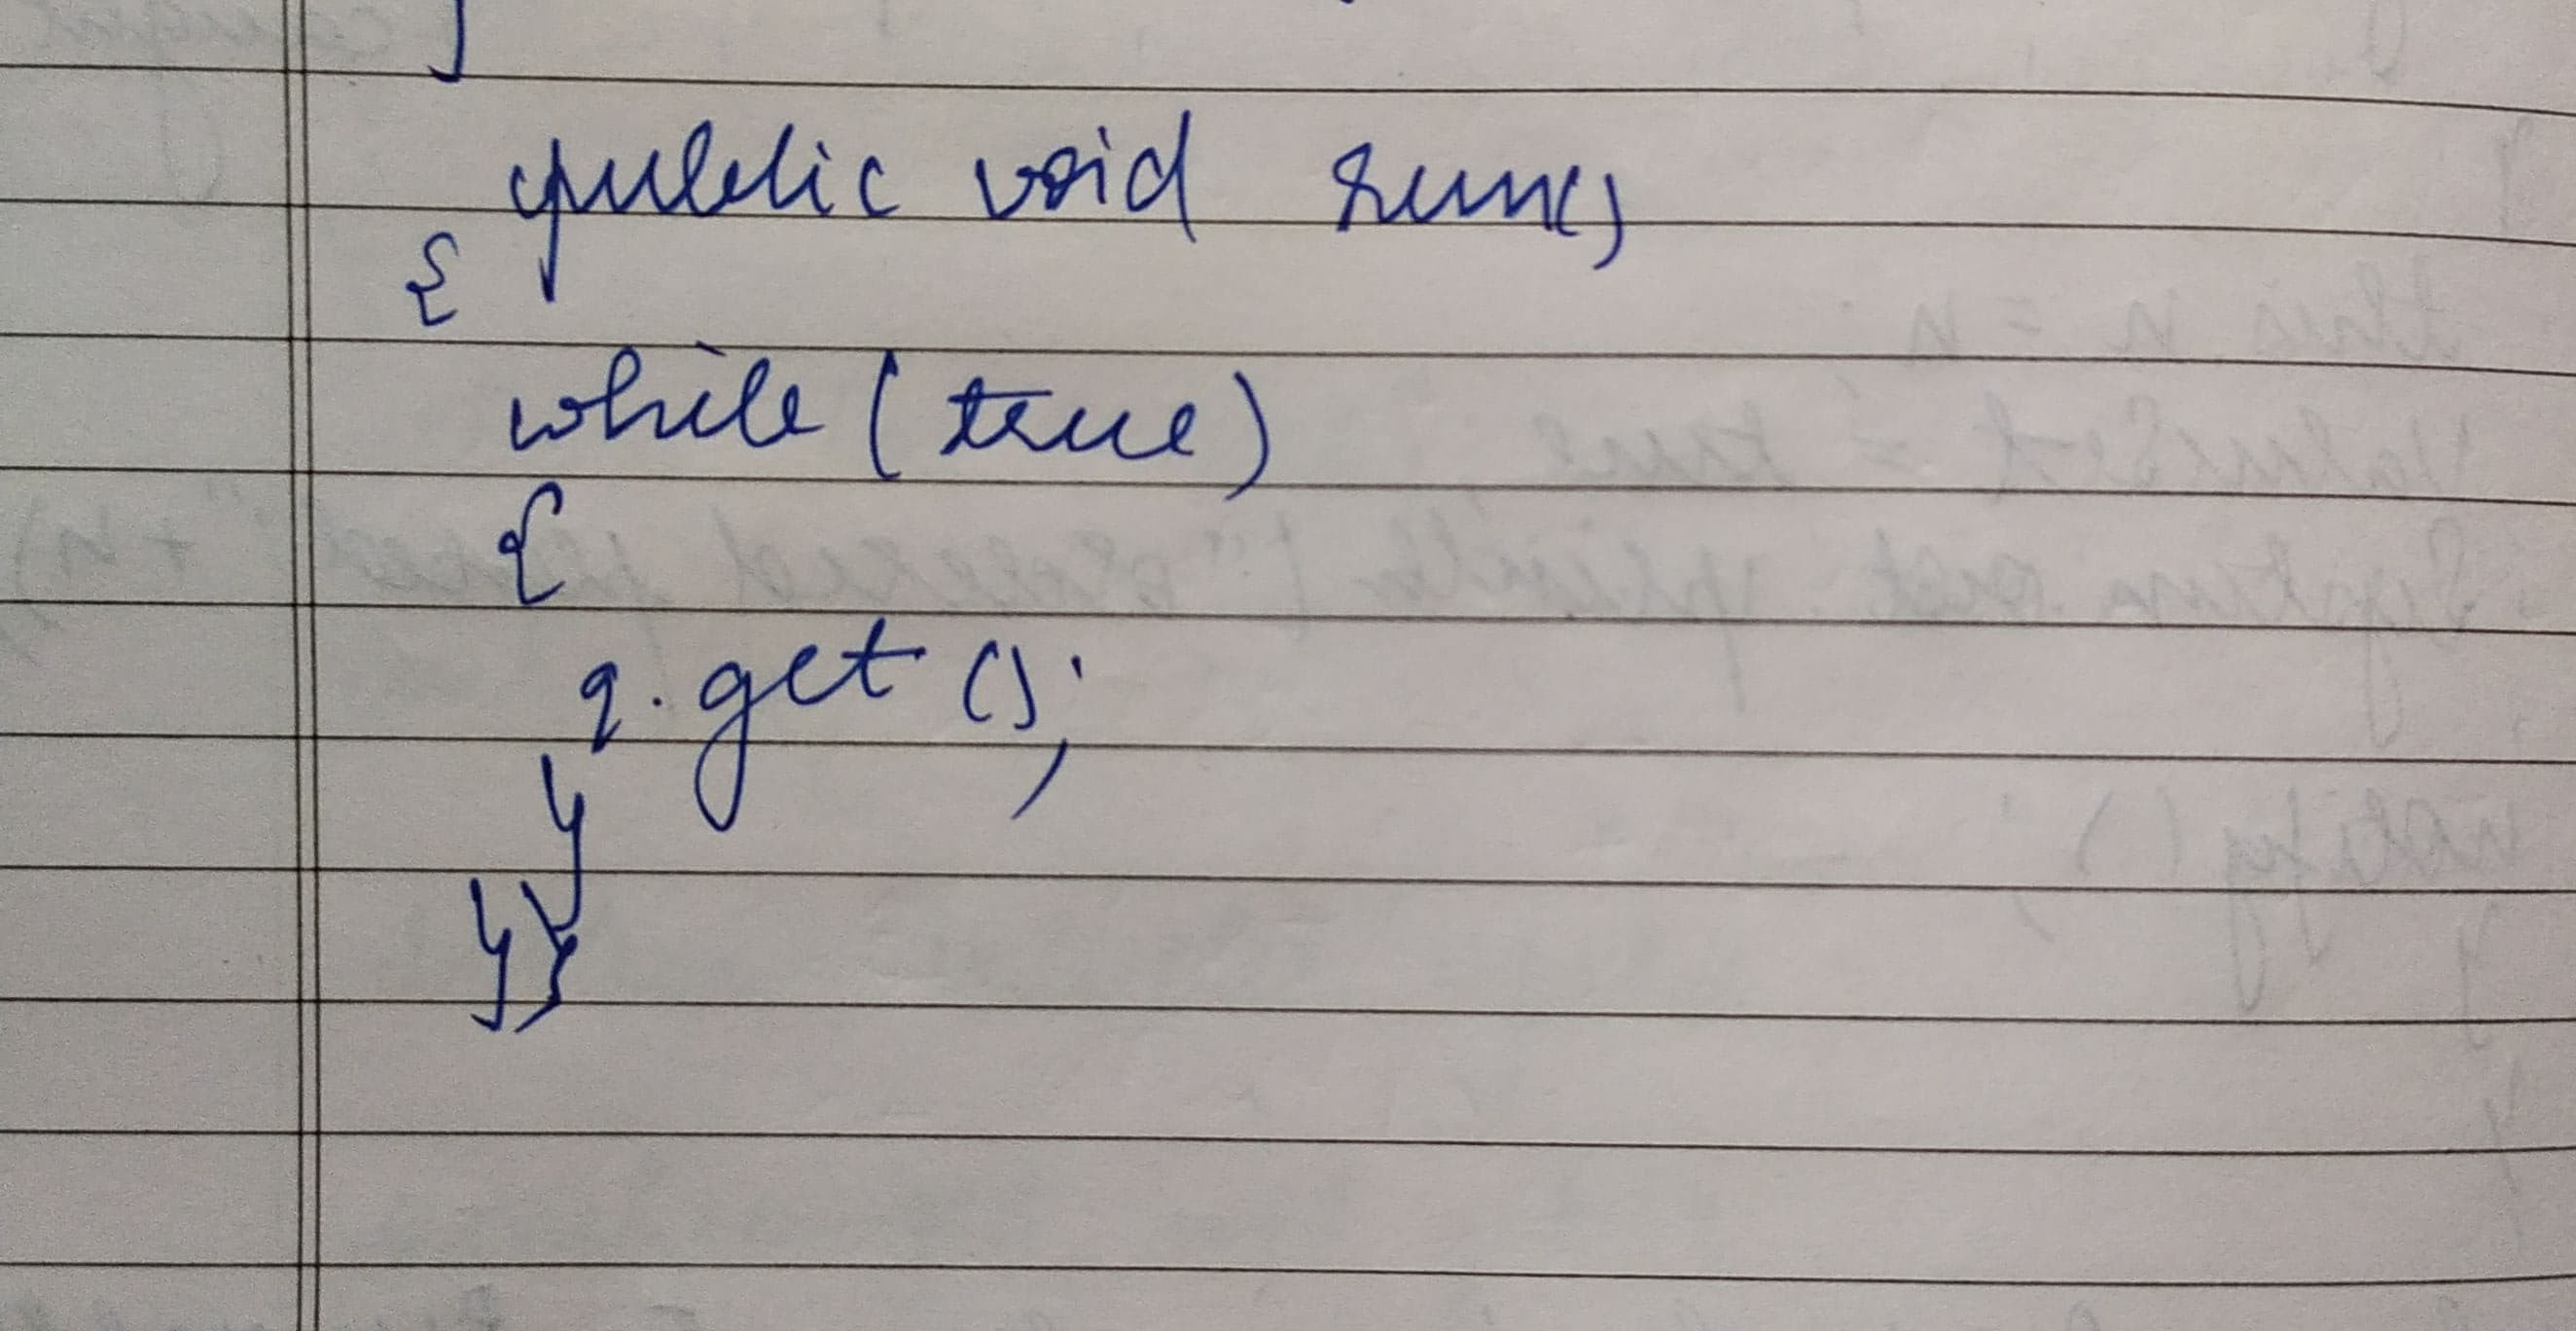 }
public void run()
{
while (true)
{
q. get ();
}
}}